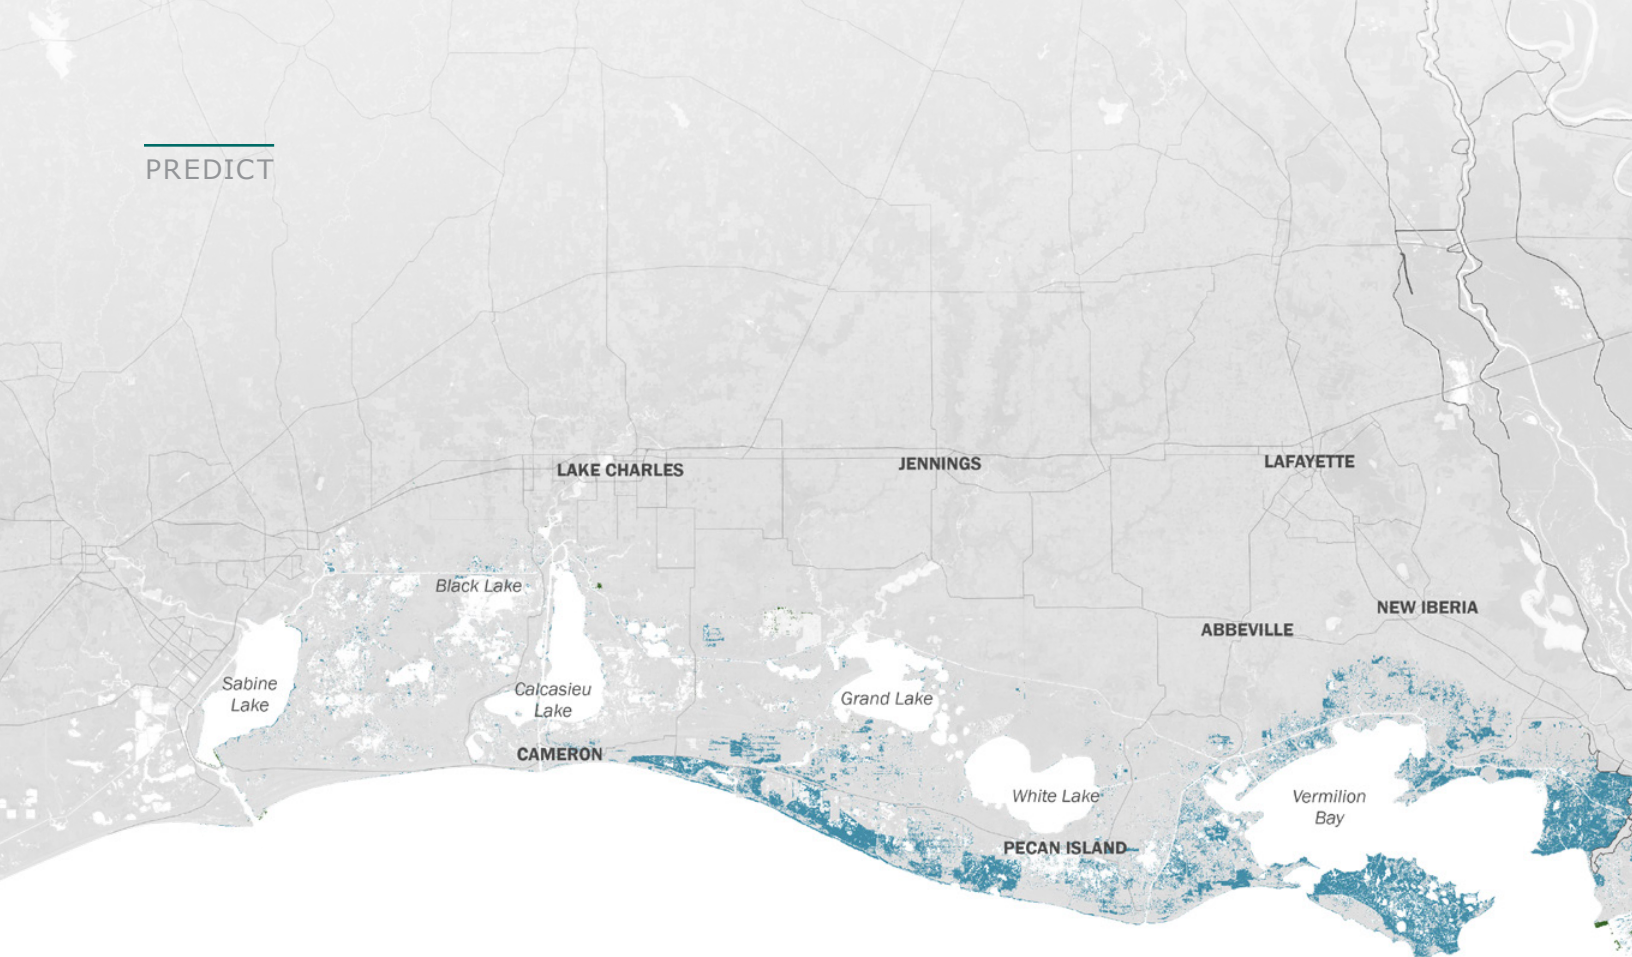 PREDICT
LAKE CHARLES
JENNINGS
LAFAYETTE
Black Lake
NEW IBERIA
ABBEVILLE
Sabine
Lake
Calcasieu
Lake
Grand Lake
CAMERON
White Lake
Vermilion
Bay
PECAN ISLAND